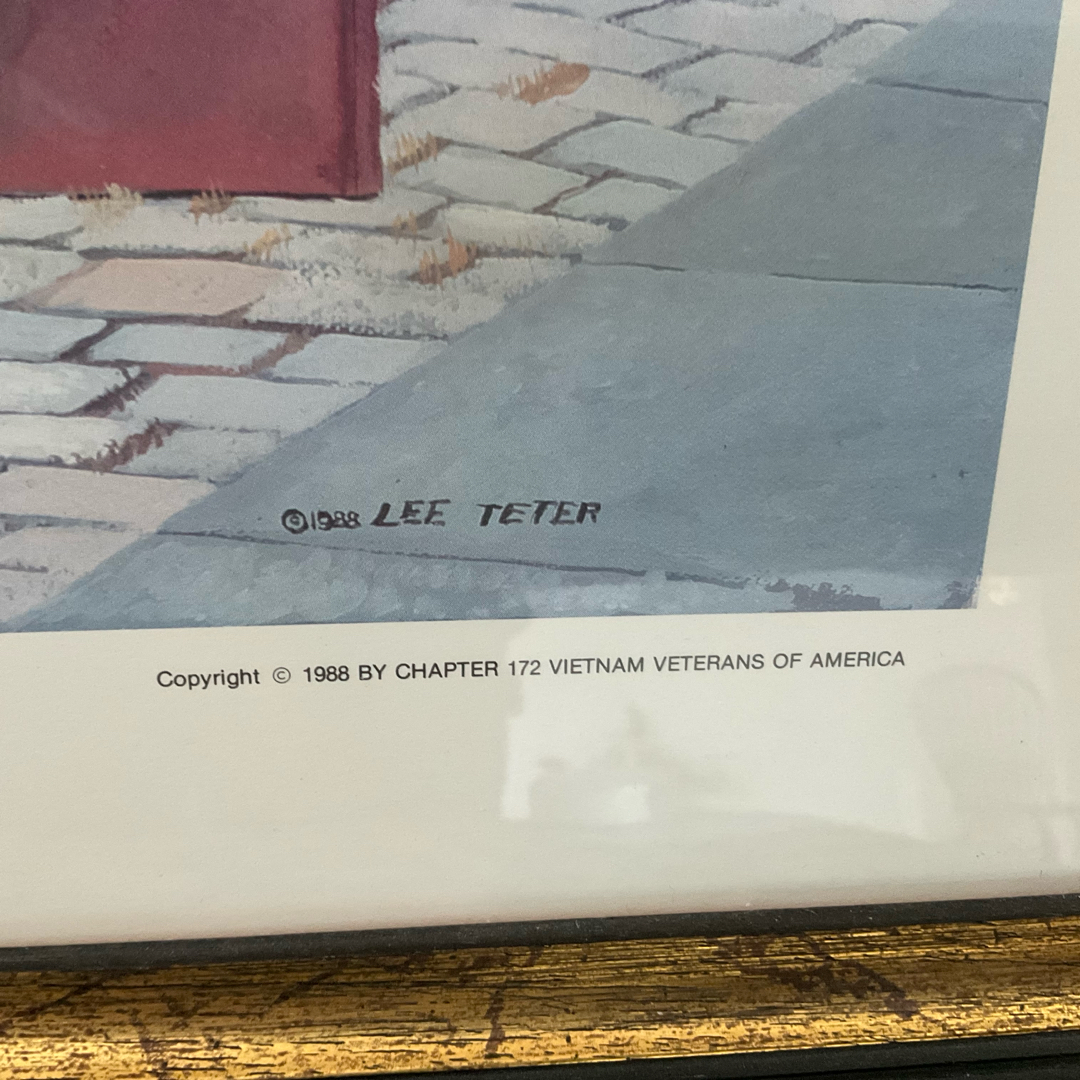 ©1988 LEE TETER
Copyright © 1988 BY CHAPTER 172 VIETNAM VETERANS OF AMERICA